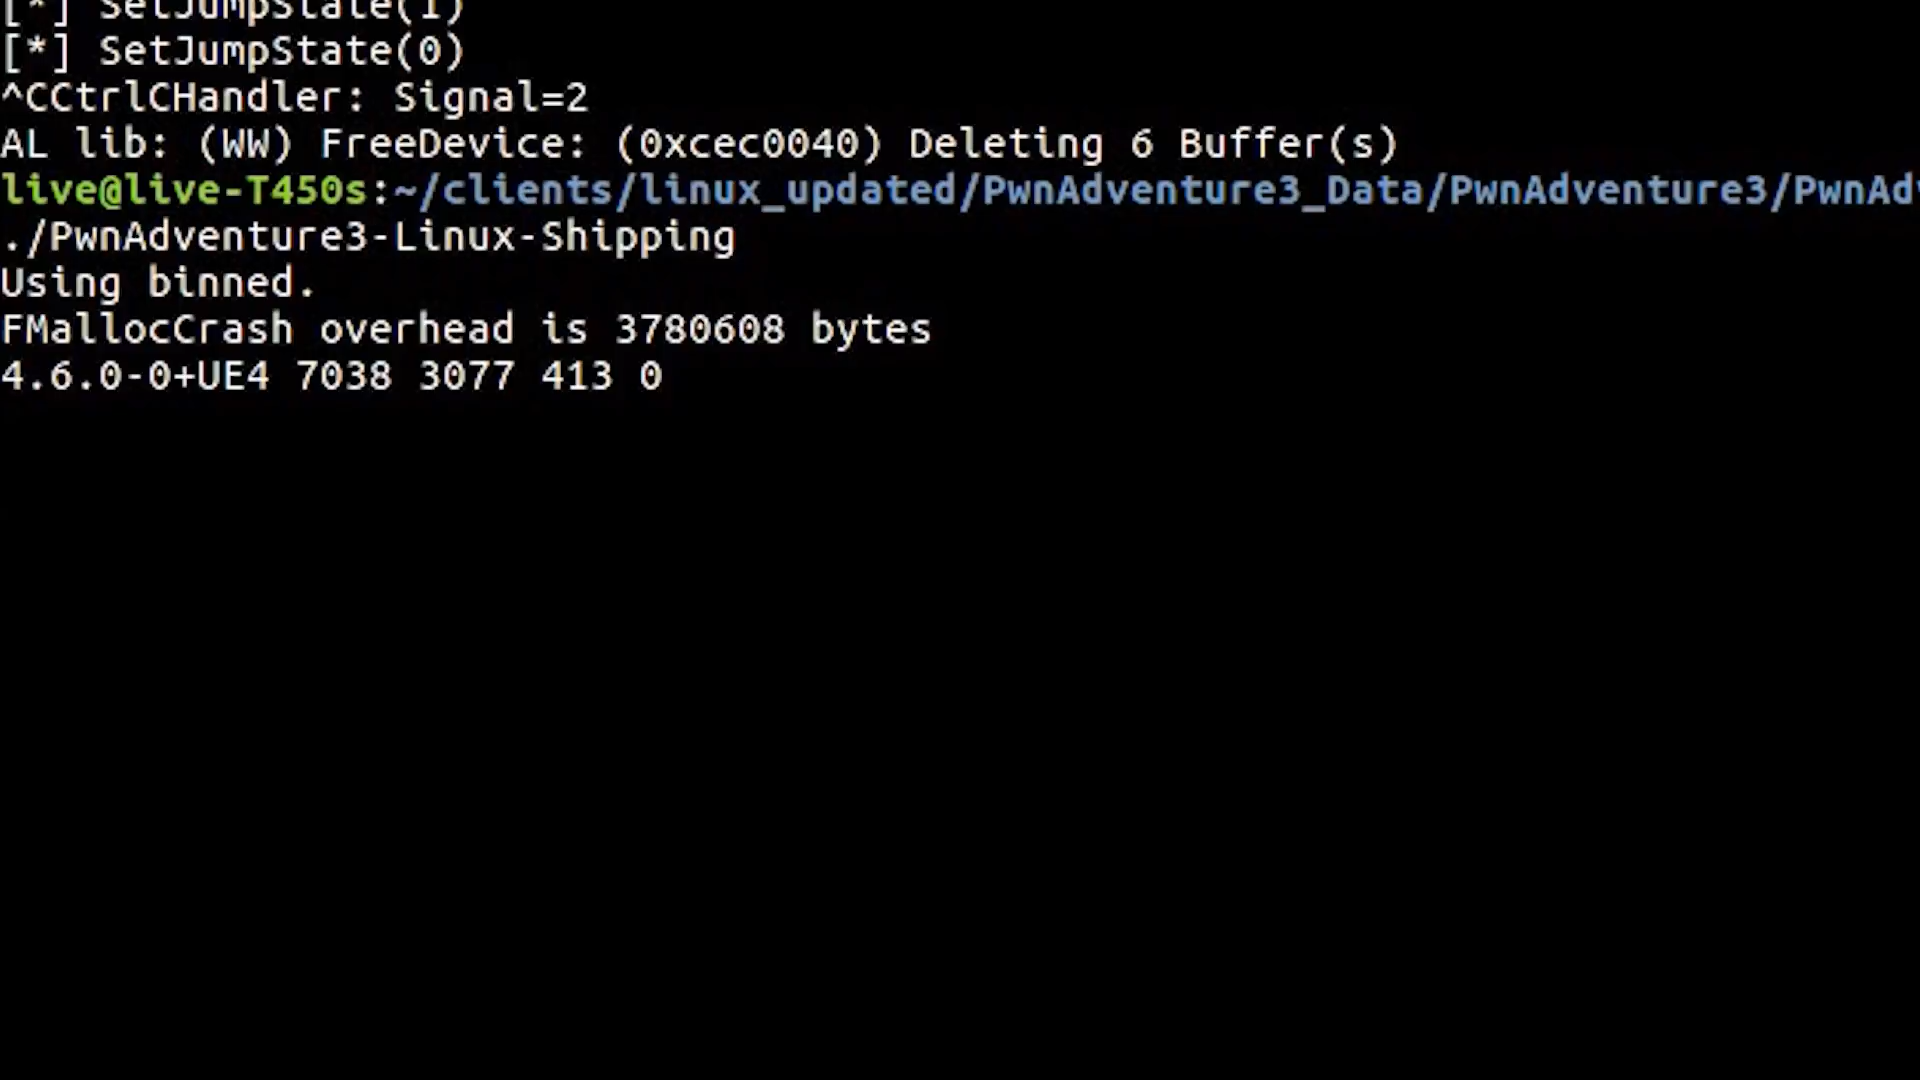 [*] SetJumpState(1)
[*] SetJumpState(0)
^CCtrlCHandler: Signal=2
AL lib: (WW) FreeDevice: (0xcec0040) Deleting 6 Buffer(s)
live@live-T450s:~/clients/linux_updated/PwnAdventure3_Data/PwnAdventure3/PwnAdv
./PwnAdventure3-Linux-Shipping
Using binned.
FMallocCrash overhead is 3780608 bytes
4.6.0-0+UE4 7038 3077 413 0